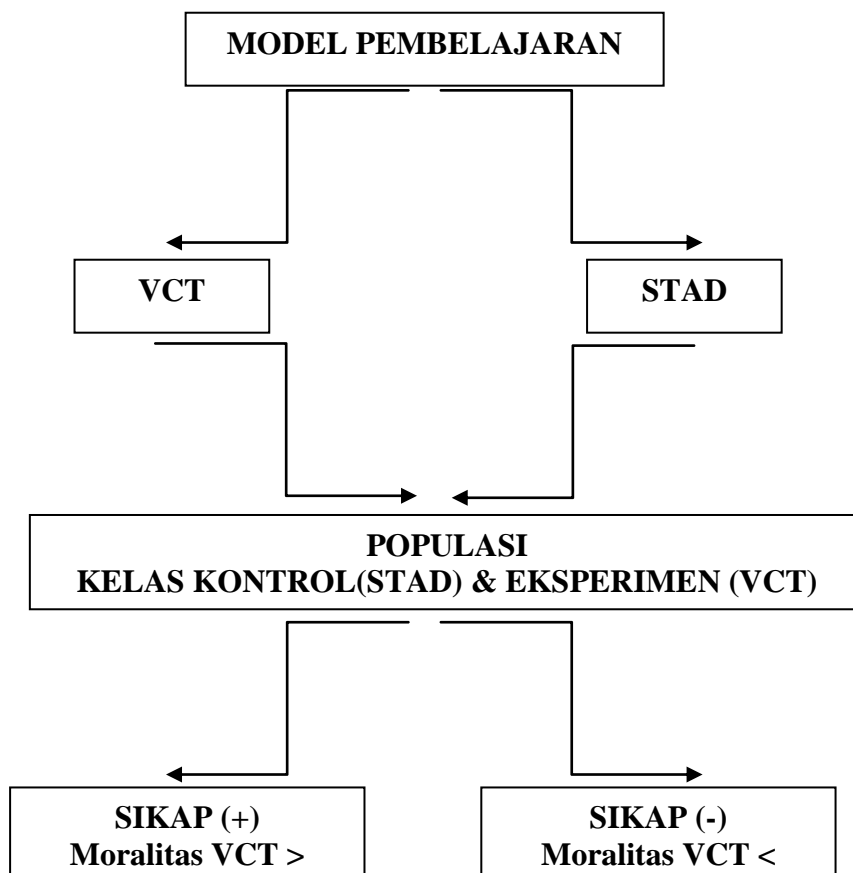 MODEL PEMBELAJARAN
VCT
STAD
POPULASI
KELAS KONTROL(STAD) & EKSPERIMEN (VCT)
SIKAP (+)
Moralitas VCT >
SIKAP (-)
Moralitas VCT <